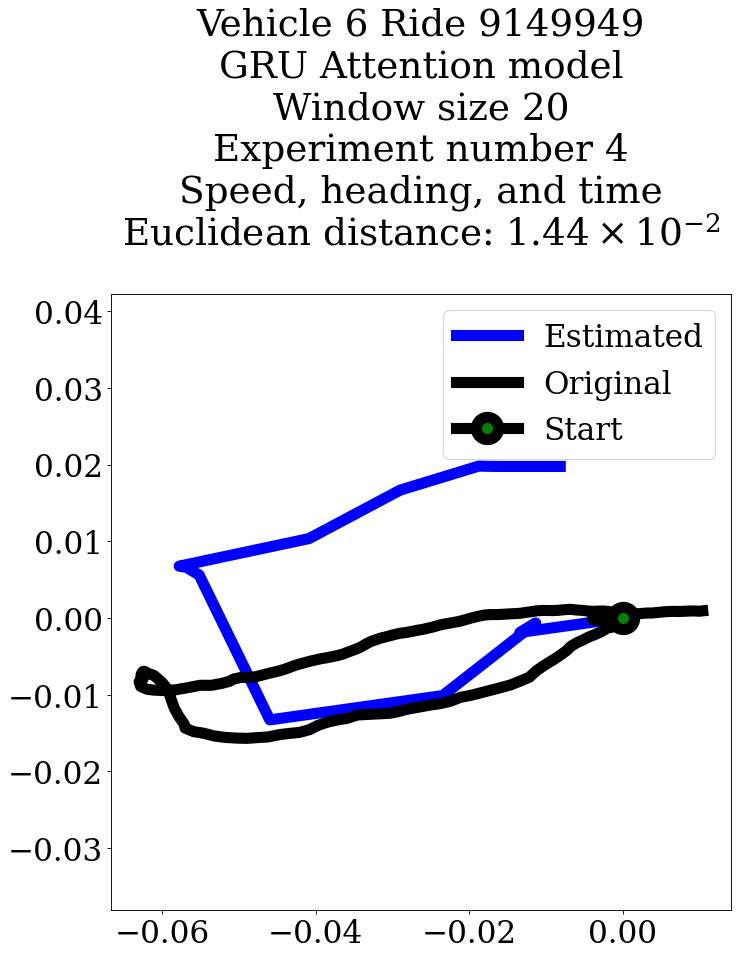 Vehicle 6 Ride 9149949
GRU Attention model
Window size 20
Experiment number 4
Speed, heading, and time
Euclidean distance: 1.44 × 10⁻²
0.04
0.03
0.02
0.01
0.00
−0.01
−0.02
−0.03
Estimated
Original
Start
−0.06
−0.04
−0.02
0.00